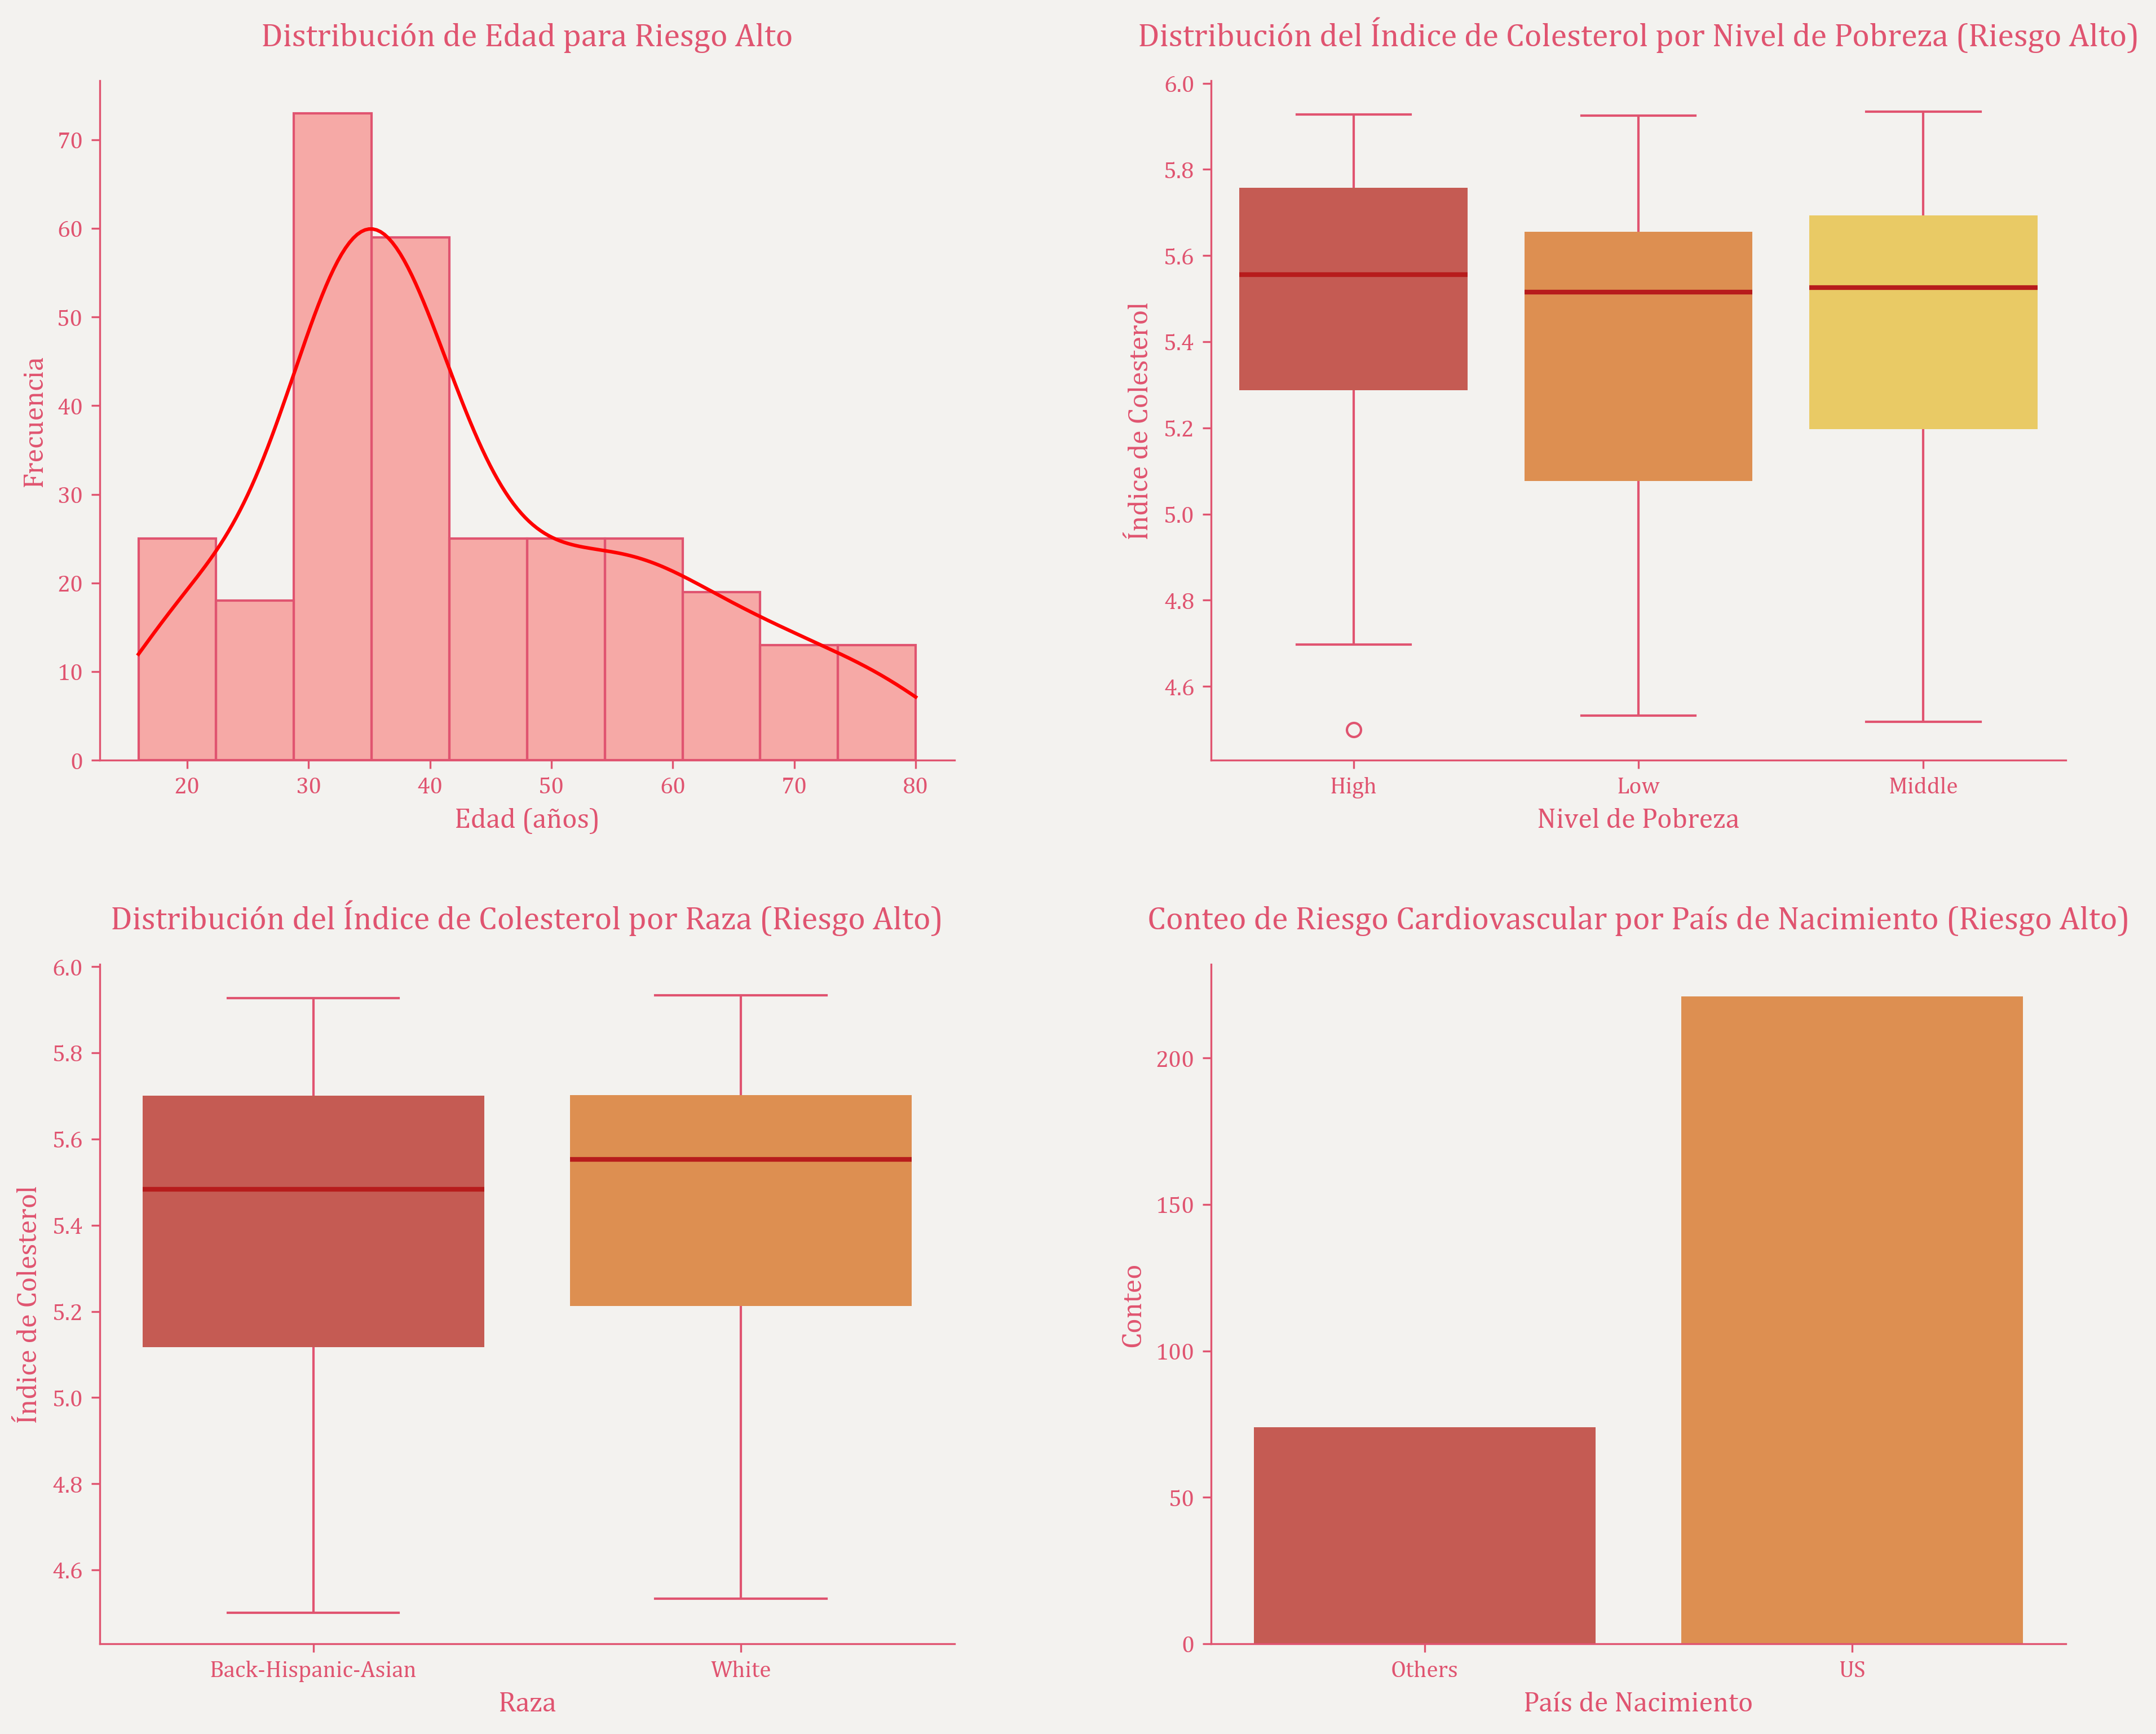 Distribución de Edad para Riesgo Alto
Frecuencia
70
60
50
40
30
20
10
0
20 30 40 50 60 70 80
Edad (años)
Distribución del Índice de Colesterol por Nivel de Pobreza (Riesgo Alto)
Índice de Colesterol
6.0
5.8
5.6
5.4
5.2
5.0
4.8
4.6
High Low Middle
Nivel de Pobreza
Distribución del Índice de Colesterol por Raza (Riesgo Alto)
Índice de Colesterol
6.0
5.8
5.6
5.4
5.2
5.0
4.8
4.6
Back-Hispanic-Asian White
Raza
Conteo de Riesgo Cardiovascular por País de Nacimiento (Riesgo Alto)
Conteo
200
150
100
50
0
Others US
País de Nacimiento